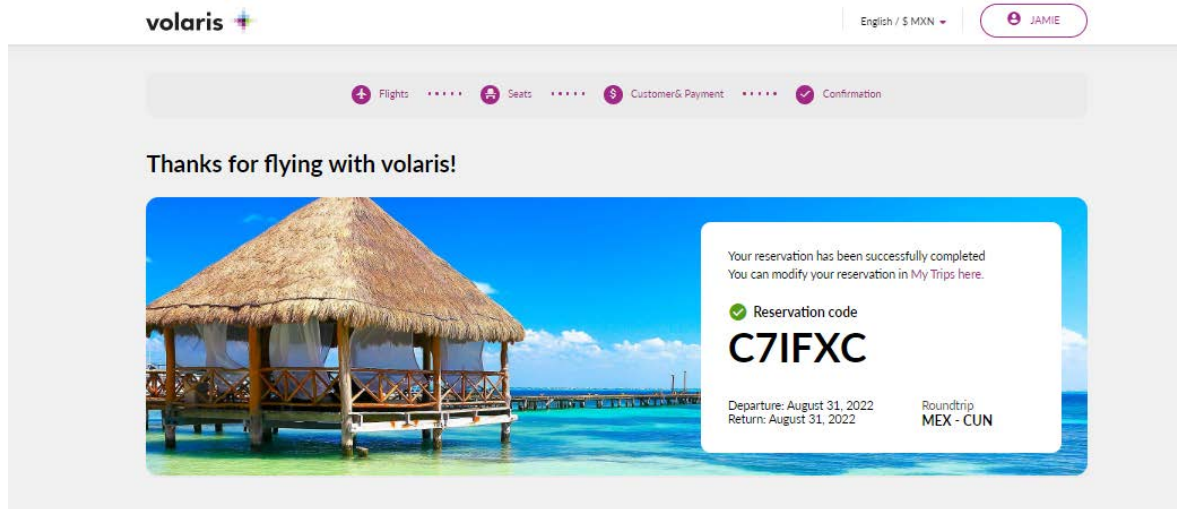 volaris
English / $ MXN
JAMIE
Flights
Seats
Customer& Payment
Confirmation
Thanks for flying with volaris!
Your reservation has been successfully completed
You can modify your reservation in My Trips here.
Reservation code
C7IFXC
Departure: August 31, 2022
Return: August 31, 2022
Roundtrip
MEX - CUN